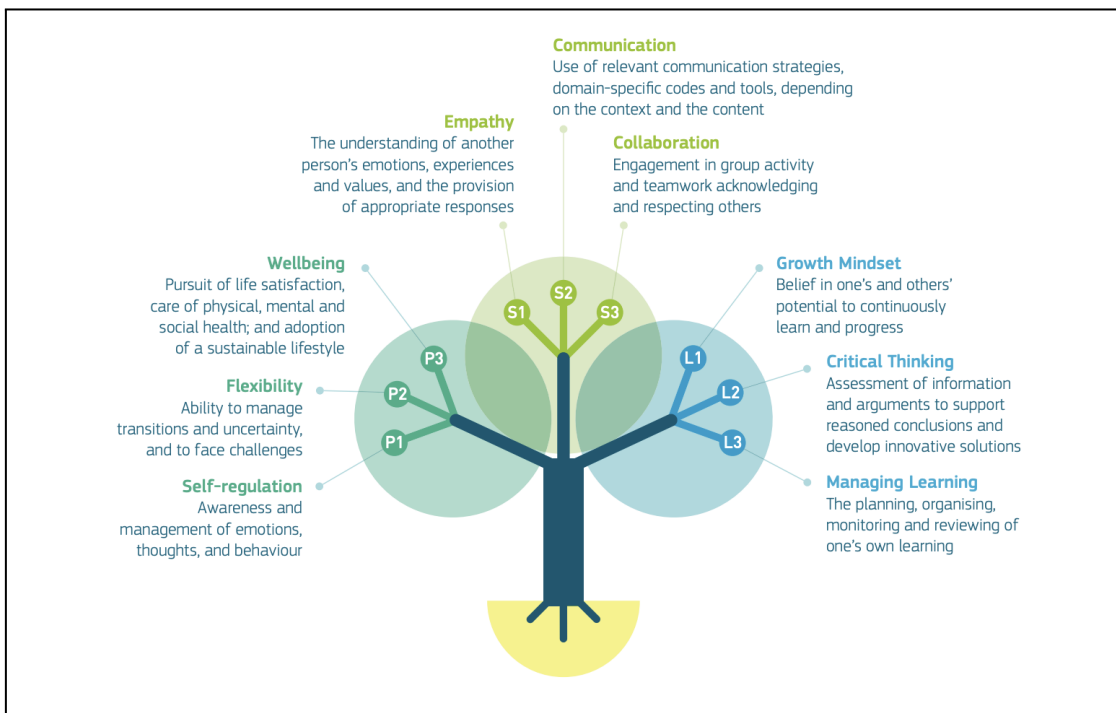 Communication
Use of relevant communication strategies,
domain-specific codes and tools, depending
on the context and the content
Empathy
The understanding of another
person's emotions, experiences
and values, and the provision
of appropriate responses
Collaboration
Engagement in group activity
and teamwork acknowledging
and respecting others
Wellbeing
Pursuit of life satisfaction,
care of physical, mental and
social health; and adoption
of a sustainable lifestyle
Flexibility
Ability to manage
transitions and uncertainty,
and to face challenges
Self-regulation
Awareness and
management of emotions,
thoughts, and behaviour
P3
P2
P1
S1
S2
S3
L1
L2
L3
Growth Mindset
Belief in one's and others'
potential to continuously
learn and progress
Critical Thinking
Assessment of information
and arguments to support
reasoned conclusions and
develop innovative solutions
Managing Learning
The planning, organising,
monitoring and reviewing of
one's own learning